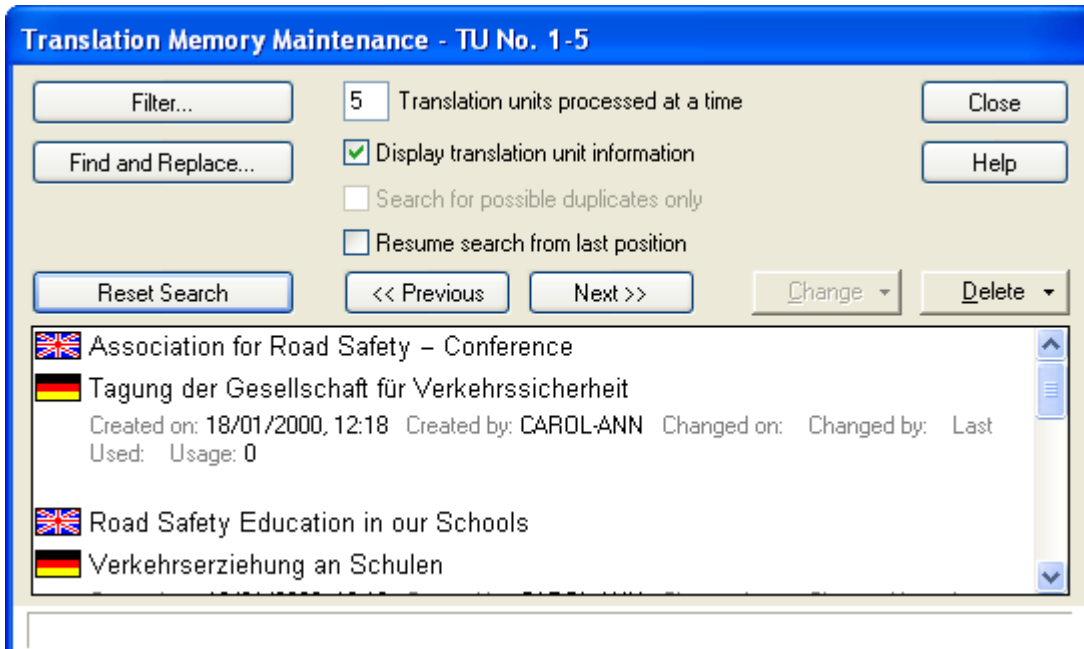 Translation Memory Maintenance - TU No. 1-5
Filter...
5 Translation units processed at a time
Close
Find and Replace...
Display translation unit information
Help
Search for possible duplicates only
Resume search from last position
Reset Search
<< Previous
Next >>
Change
Delete
Association for Road Safety – Conference
Tagung der Gesellschaft für Verkehrssicherheit
Created on: 18/01/2000, 12:18 Created by: CAROL-ANN Changed on: Changed by: Last
Used: Usage: 0
Road Safety Education in our Schools
Verkehrserziehung an Schulen